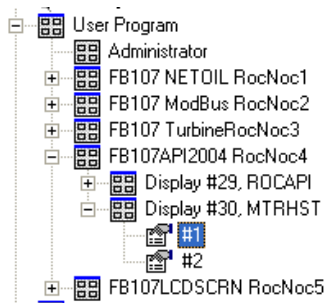 User Program
Administrator
FB107 NETOIL RocNoc1
FB107 ModBus RocNoc2
FB107 TurbineRocNoc3
FB107API2004 RocNoc4
Display #29, ROCAPI
Display #30, MTRHST
#1
#2
FB107LCDSCRN RocNoc5